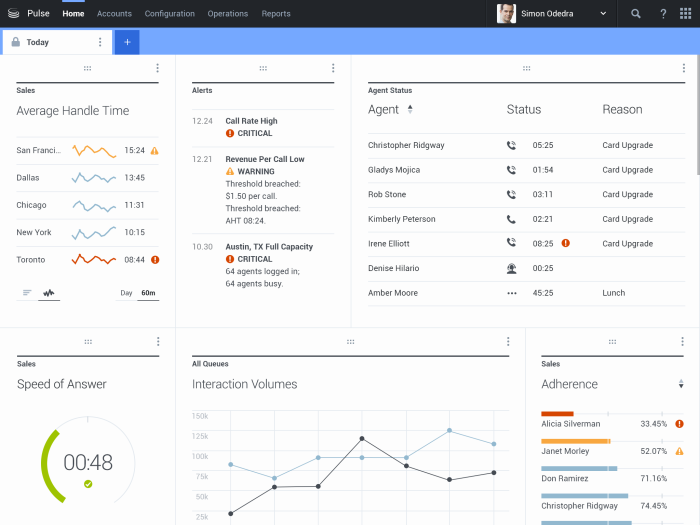 Pulse Home Accounts Configuration Operations Reports Simon Odedra ?
Today +
Sales
Average Handle Time
San Franci... 15:24
Dallas 13:45
Chicago 11:31
New York 10:15
Toronto 08:44
Day 60m
Alerts
12.24 Call Rate High
CRITICAL
12.21 Revenue Per Call Low
WARNING
Threshold breached:
$1.50 per call.
Threshold breached:
AHT 08:24.
10.30 Austin, TX Full Capacity
CRITICAL
64 agents logged in;
64 agents busy.
Agent Status
Agent Status Reason
Christopher Ridgway 05:25 Card Upgrade
Gladys Mojica 01:54 Card Upgrade
Rob Stone 03:11 Card Upgrade
Kimberly Peterson 02:21 Card Upgrade
Irene Elliott 08:25 Card Upgrade
Denise Hilario 00:25
Amber Moore 45:25 Lunch
Sales
Speed of Answer
00:48
All Queues
Interaction Volumes
150k
125k
100k
75k
50k
25k
Sales
Adherence
Alicia Silverman 33.45%
Janet Morley 52.07%
Don Ramirez 71.16%
Christopher Ridgway 74.45%